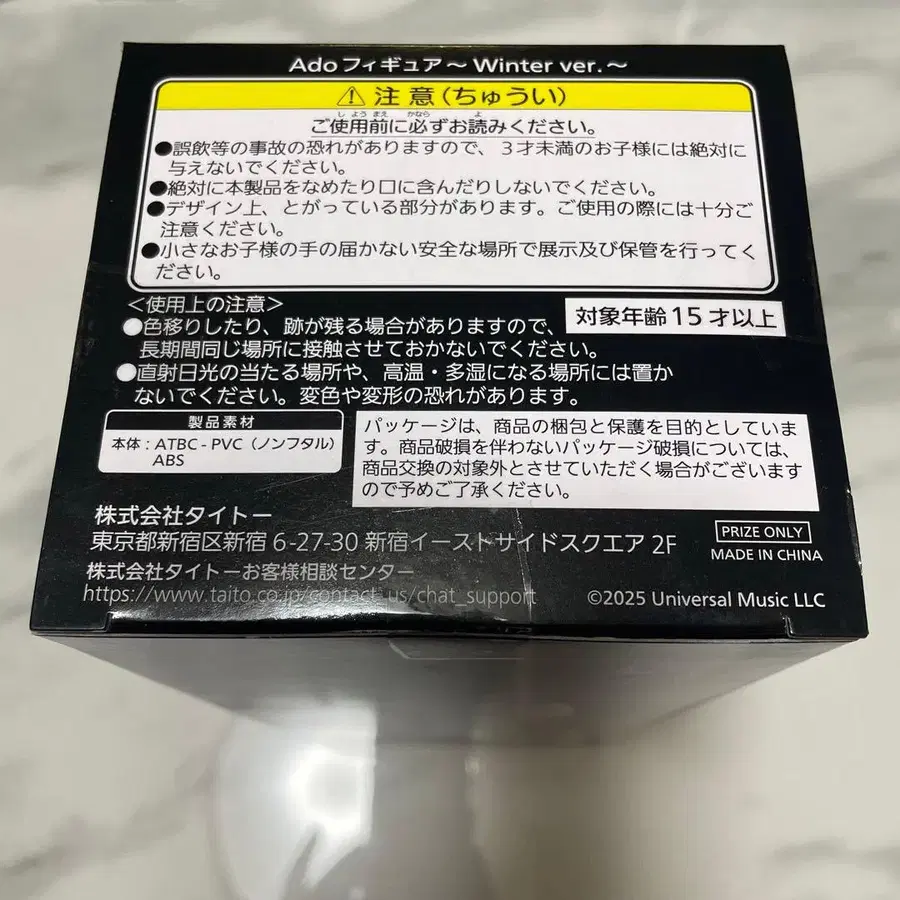 Adoフィギュア～Winter ver.～
⚠注意(ちゅうい)
し よう まえ かなら よ
ご使用前に必ずお読みください。
●誤飲等の事故の恐れがありますので、3才未満のお子様には絶対に
与えないでください。
●絶対に本製品をなめたり口に含んだりしないでください。
●デザイン上、とがっている部分があります。ご使用の際には十分ご
注意ください。
●小さなお子様の手の届かない安全な場所で展示及び保管を行ってく
ださい。
＜使用上の注意＞
●色移りしたり、跡が残る場合がありますので、
長期間同じ場所に接触させておかないでください。
対象年齢15才以上
●直射日光の当たる場所や、高温・多湿になる場所には置か
ないでください。変色や変形の恐れがあります。
製品素材
本体：ATBC-PVC（ノンフタル）
ABS
パッケージは、商品の梱包と保護を目的としていま
す。商品破損を伴わないパッケージ破損については、
商品交換の対象外とさせていただく場合がございます
ので予めご了承ください。
株式会社タイトー
東京都新宿区新宿6-27-30 新宿イーストサイドスクエア 2F
株式会社タイトーお客様相談センター
https://www.taito.co.jp/contact_us/chat_support
PRIZE ONLY
MADE IN CHINA
©2025 Universal Music LLC